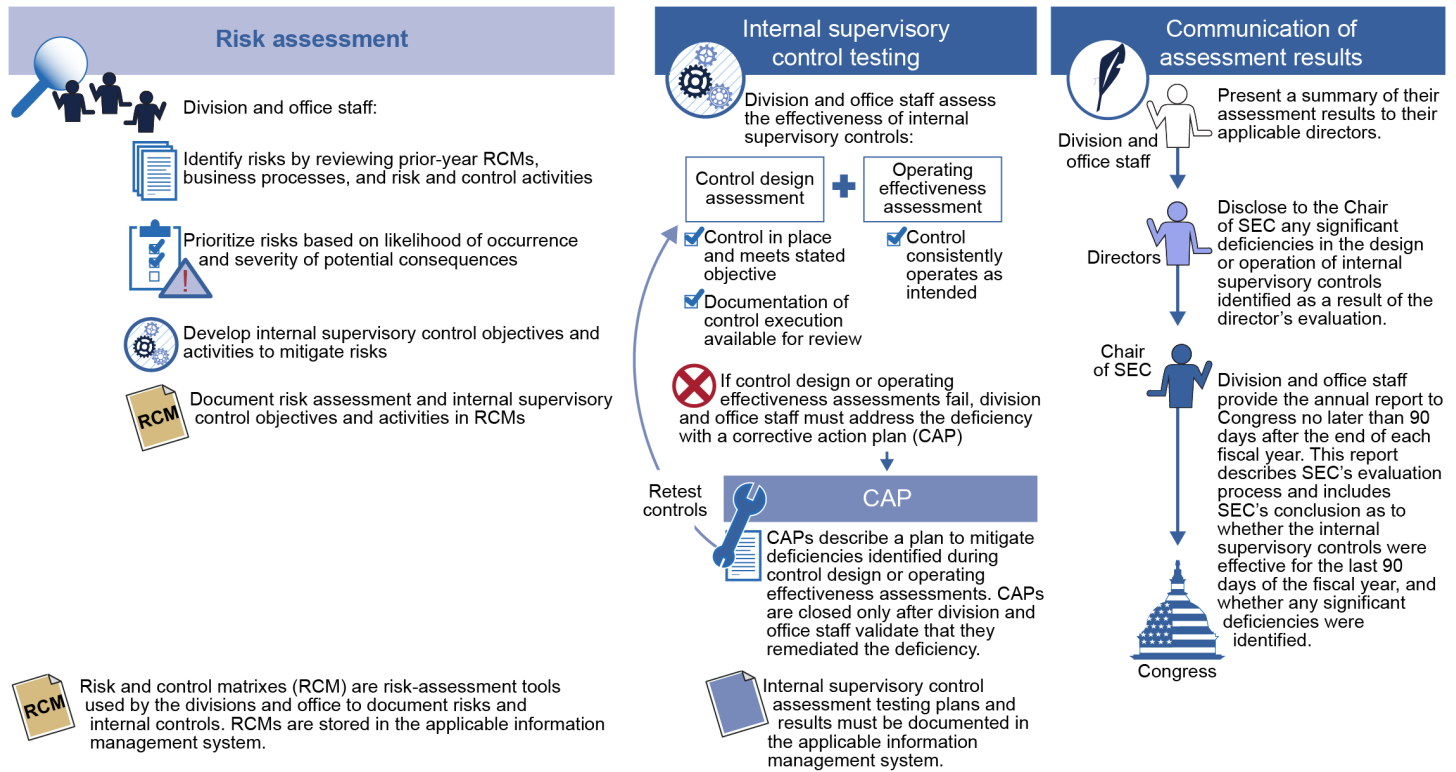 Risk assessment
Division and office staff:
Identify risks by reviewing prior-year RCMs,
business processes, and risk and control activities
Prioritize risks based on likelihood of occurrence
and severity of potential consequences
Develop internal supervisory control objectives and
activities to mitigate risks
RCM
Document risk assessment and internal supervisory
control objectives and activities in RCMs
RCM
Risk and control matrixes (RCM) are risk-assessment tools
used by the divisions and office to document risks and
internal controls. RCMs are stored in the applicable information
management system.
Internal supervisory
control testing
Division and office staff assess
the effectiveness of internal
supervisory controls:
Control design
assessment
Operating
effectiveness
assessment
Control in place
and meets stated
objective
Documentation of
control execution
available for review
Control
consistently
operates as
intended
If control design or operating
effectiveness assessments fail, division
and office staff must address the deficiency
with a corrective action plan (CAP)
Retest
controls
CAP
CAPs describe a plan to mitigate
deficiencies identified during
control design or operating
effectiveness assessments. CAPs
are closed only after division and
office staff validate that they
remediated the deficiency.
Internal supervisory control
assessment testing plans and
results must be documented in
the applicable information
management system.
Communication of
assessment results
Division and
office staff
Present a summary of their
assessment results to their
applicable directors.
Directors
Disclose to the Chair
of SEC any significant
deficiencies in the design
or operation of internal
supervisory controls
identified as a result of the
director's evaluation.
Chair
of SEC
Division and office staff
provide the annual report to
Congress no later than 90
days after the end of each
fiscal year. This report
describes SEC's evaluation
process and includes
SEC's conclusion as to
whether the internal
supervisory controls were
effective for the last 90
days of the fiscal year, and
whether any significant
deficiencies were
identified.
Congress